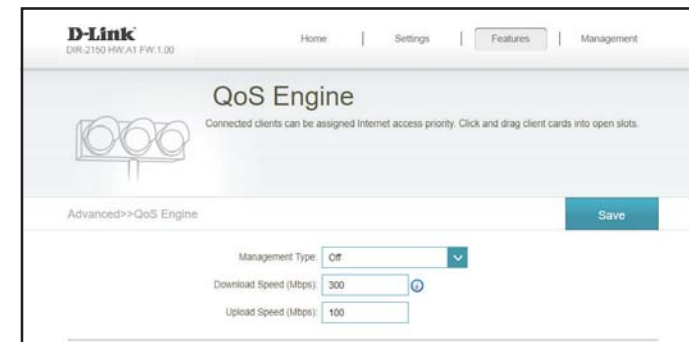 D-Link
DIR-2150 HW:A1 FW:1.00
Home | Settings | Features | Management
QoS Engine
Connected clients can be assigned Internet access priority. Click and drag client cards into open slots.
Advanced>>QoS Engine
Save
Management Type: Off
Download Speed (Mbps): 300
Upload Speed (Mbps): 100